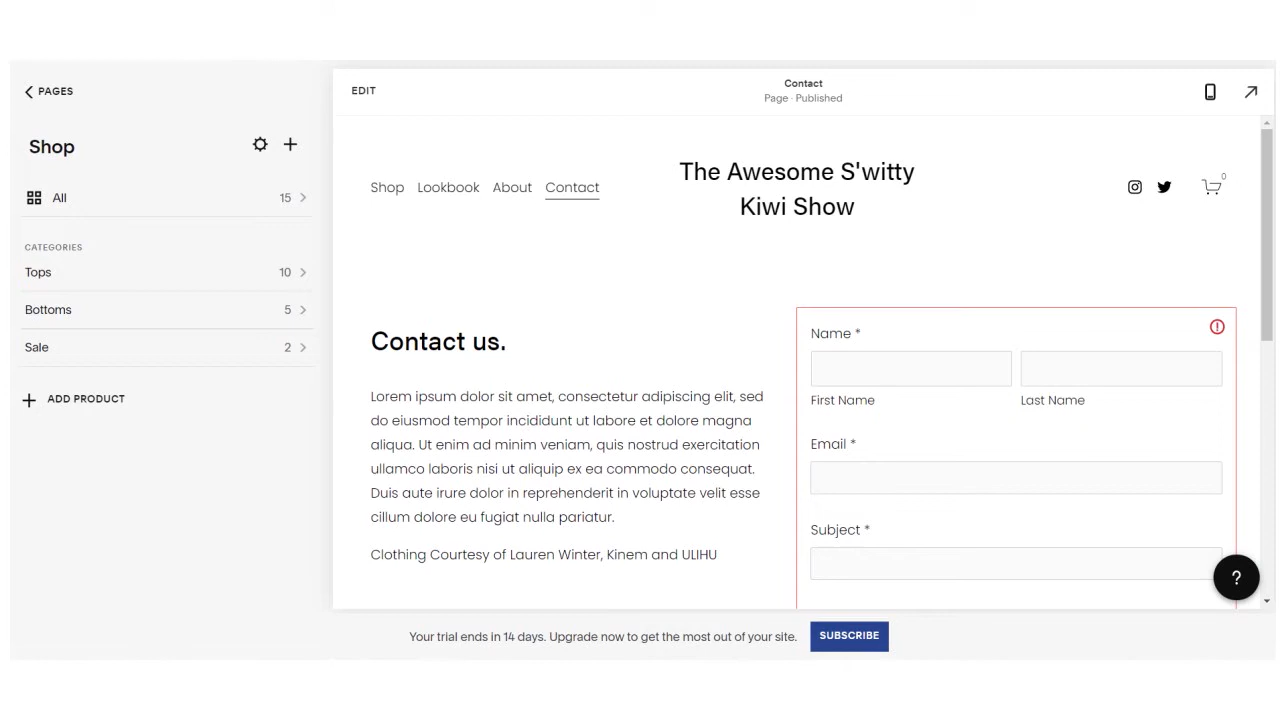 PAGES
Shop
All 15
CATEGORIES
Tops 10
Bottoms 5
Sale 2
ADD PRODUCT
EDIT
Contact
Page · Published
Shop Lookbook About Contact
The Awesome S'witty
Kiwi Show
0
Contact us.
Lorem ipsum dolor sit amet, consectetur adipiscing elit, sed
do eiusmod tempor incididunt ut labore et dolore magna
aliqua. Ut enim ad minim veniam, quis nostrud exercitation
ullamco laboris nisi ut aliquip ex ea commodo consequat.
Duis aute irure dolor in reprehenderit in voluptate velit esse
cillum dolore eu fugiat nulla pariatur.
Clothing Courtesy of Lauren Winter, Kinem and ULIHU
Name *
First Name Last Name
Email *
Subject *
?
Your trial ends in 14 days. Upgrade now to get the most out of your site. SUBSCRIBE